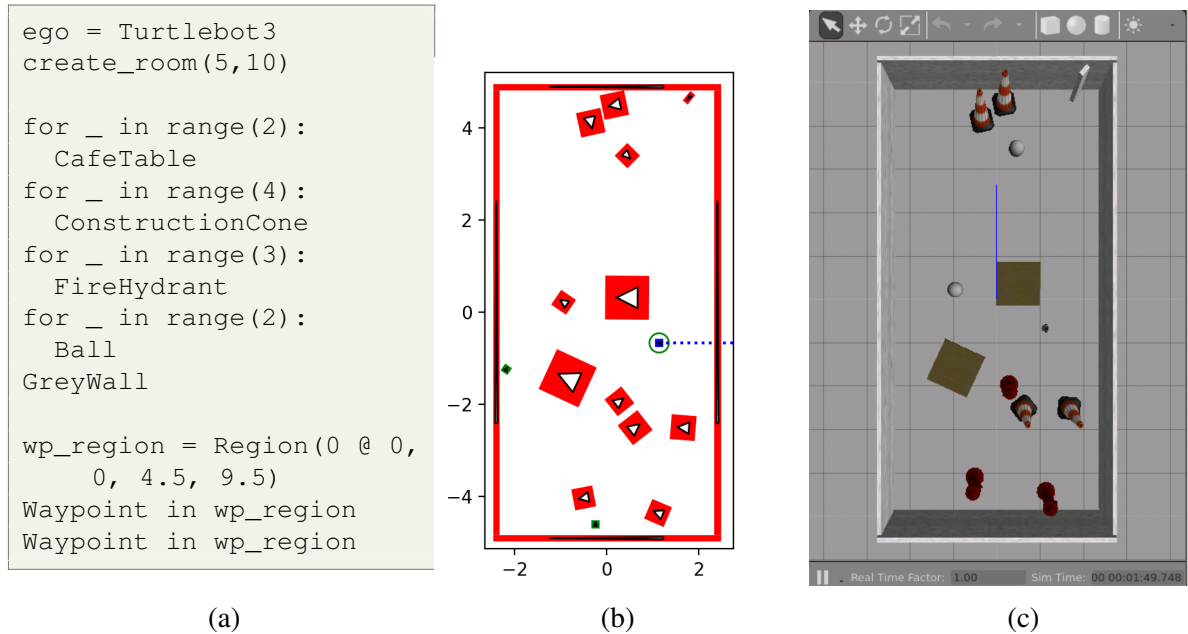 ego = Turtlebot3
create_room(5,10)
for _ in range(2):
CafeTable
for _ in range(4):
ConstructionCone
for _ in range(3):
FireHydrant
for _ in range(2):
Ball
GreyWall
wp_region = Region(0 @ 0,
0, 4.5, 9.5)
Waypoint in wp_region
Waypoint in wp_region
(a)
4
2
0
−2
−4
−2 0 2
(b)
Real Time Factor: 1.00 Sim Time: 00 00:01:49.748
(c)